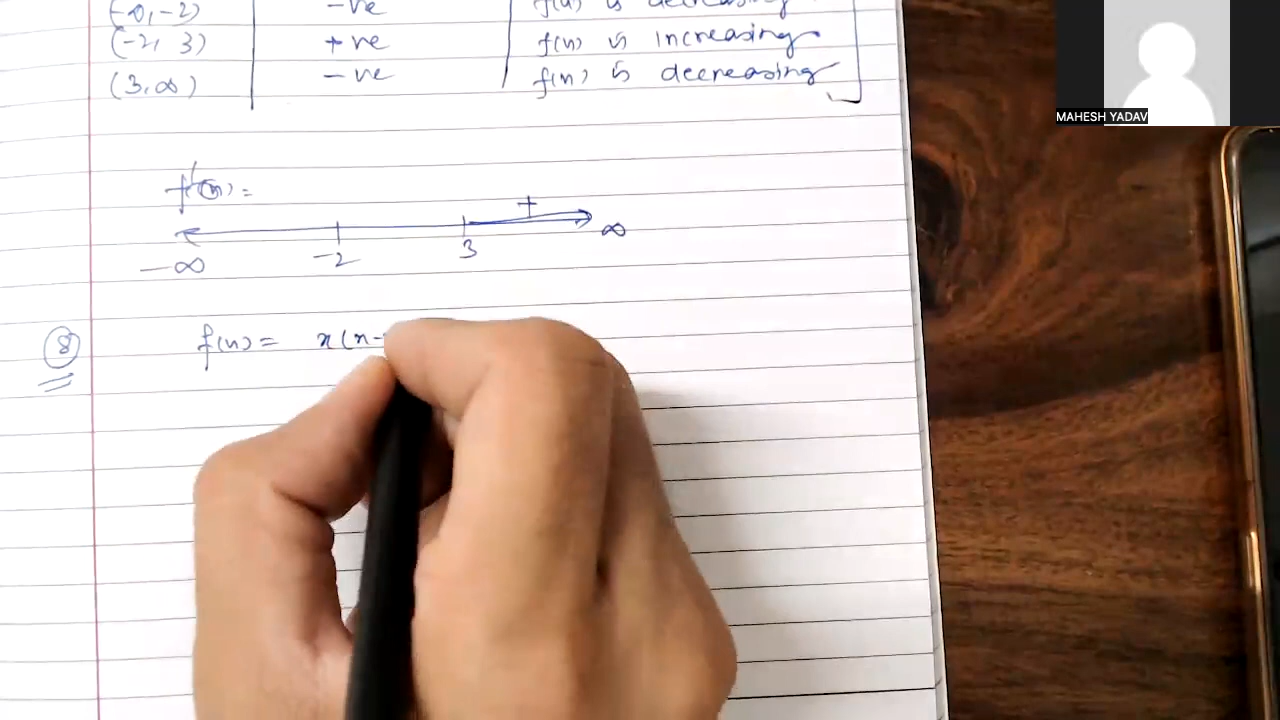 (-∞, -2) -ve f(x) is decreasing
(-2, 3) +ve f(x) is increasing
(3, ∞) -ve f(x) is decreasing
MAHESH YADAV
f'(x) =
+
-∞ -2 3 ∞
8 f(x) = x(x-